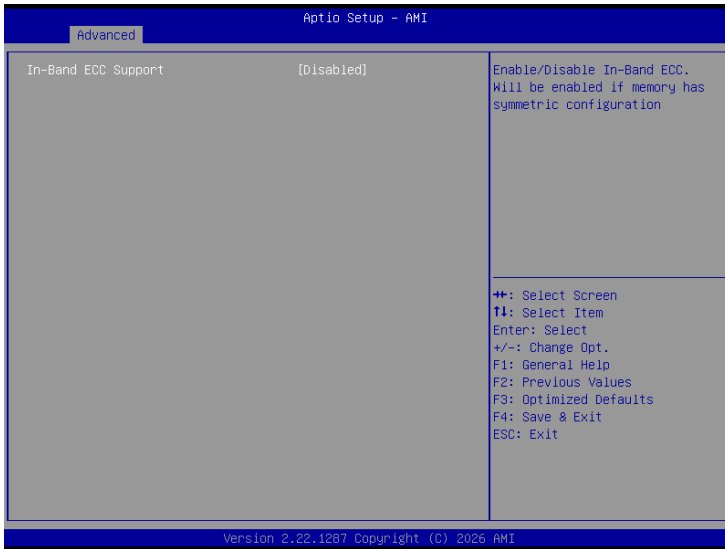 Aptio Setup - AMI
Advanced
In-Band ECC Support [Disabled]
Enable/Disable In-Band ECC.
Will be enabled if memory has
symmetric configuration
→←: Select Screen
↑↓: Select Item
Enter: Select
+/-: Change Opt.
F1: General Help
F2: Previous Values
F3: Optimized Defaults
F4: Save & Exit
ESC: Exit
Version 2.22.1287 Copyright (C) 2026 AMI